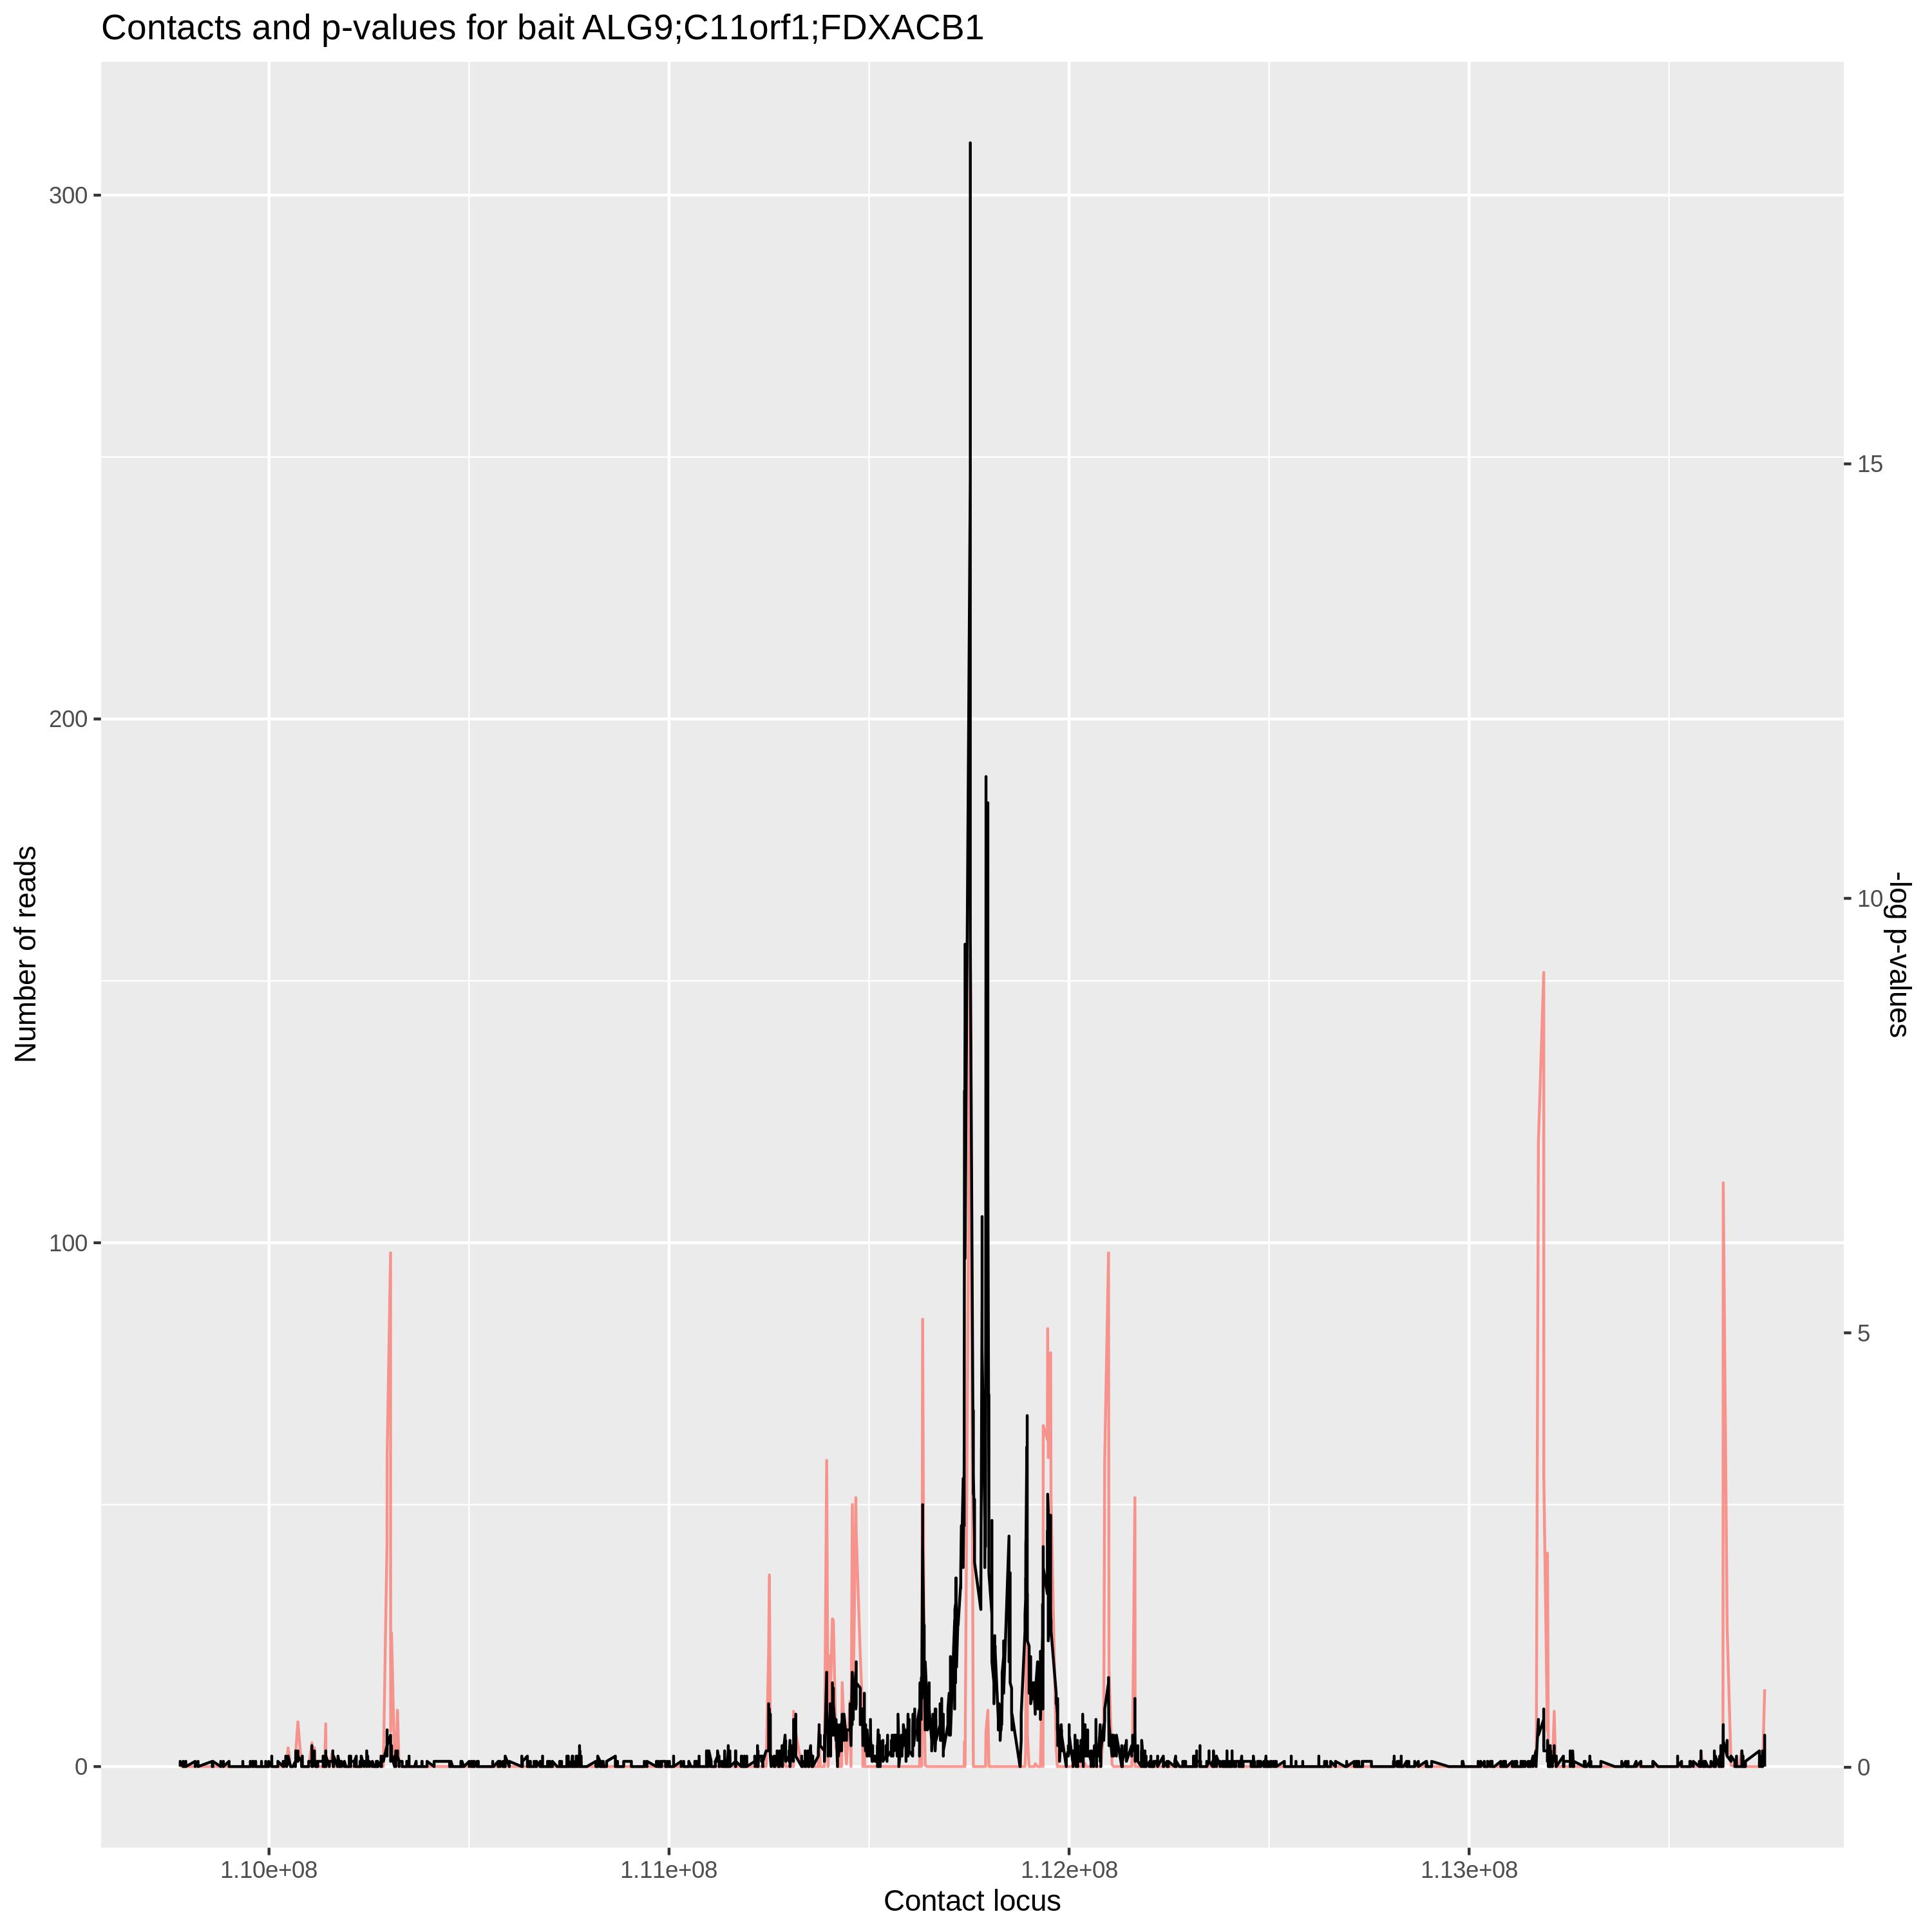 Contacts and p-values for bait ALG9;C11orf1;FDXACB1
300
200
100
0
Number of reads
15
10
5
0
-log p-values
1.10e+08
1.11e+08
1.12e+08
1.13e+08
Contact locus